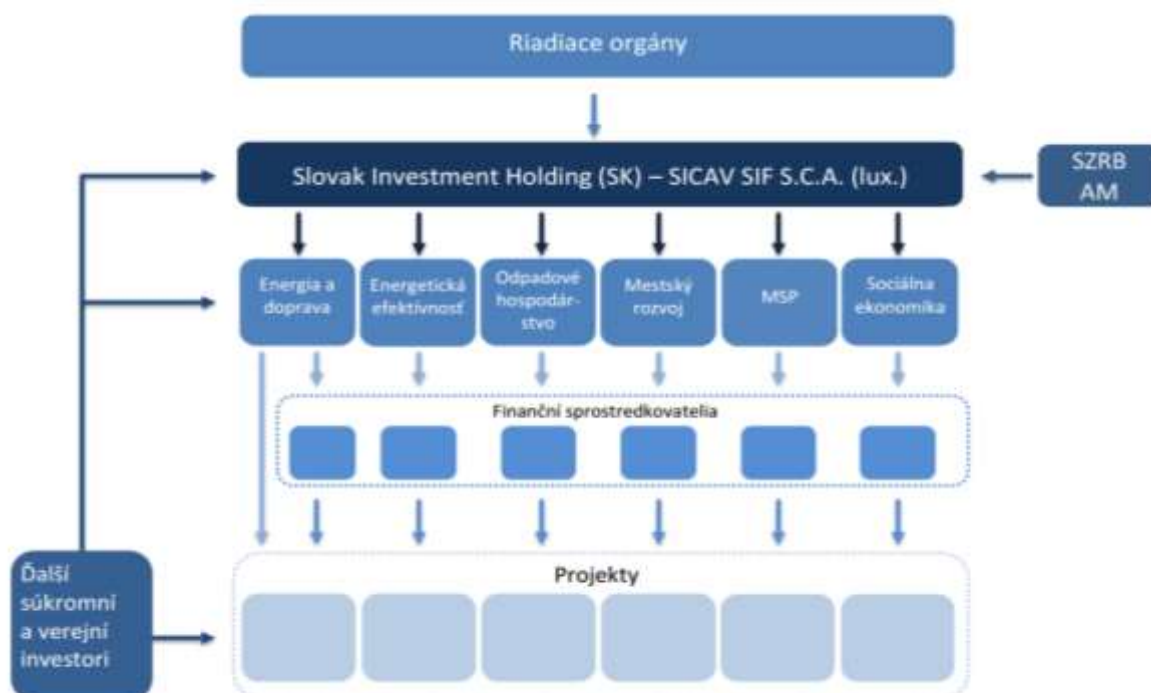 Riadiace orgány
Slovak Investment Holding (SK) – SICAV SIF S.C.A. (lux.)
SZRB
AM
Energia a
doprava
Energetická
efektívnosť
Odpadové
hospodár-
stvo
Mestský
rozvoj
MSP
Sociálna
ekonomika
Finanční sprostredkovatelia
Projekty
Ďalší
súkromní
a verejní
investori